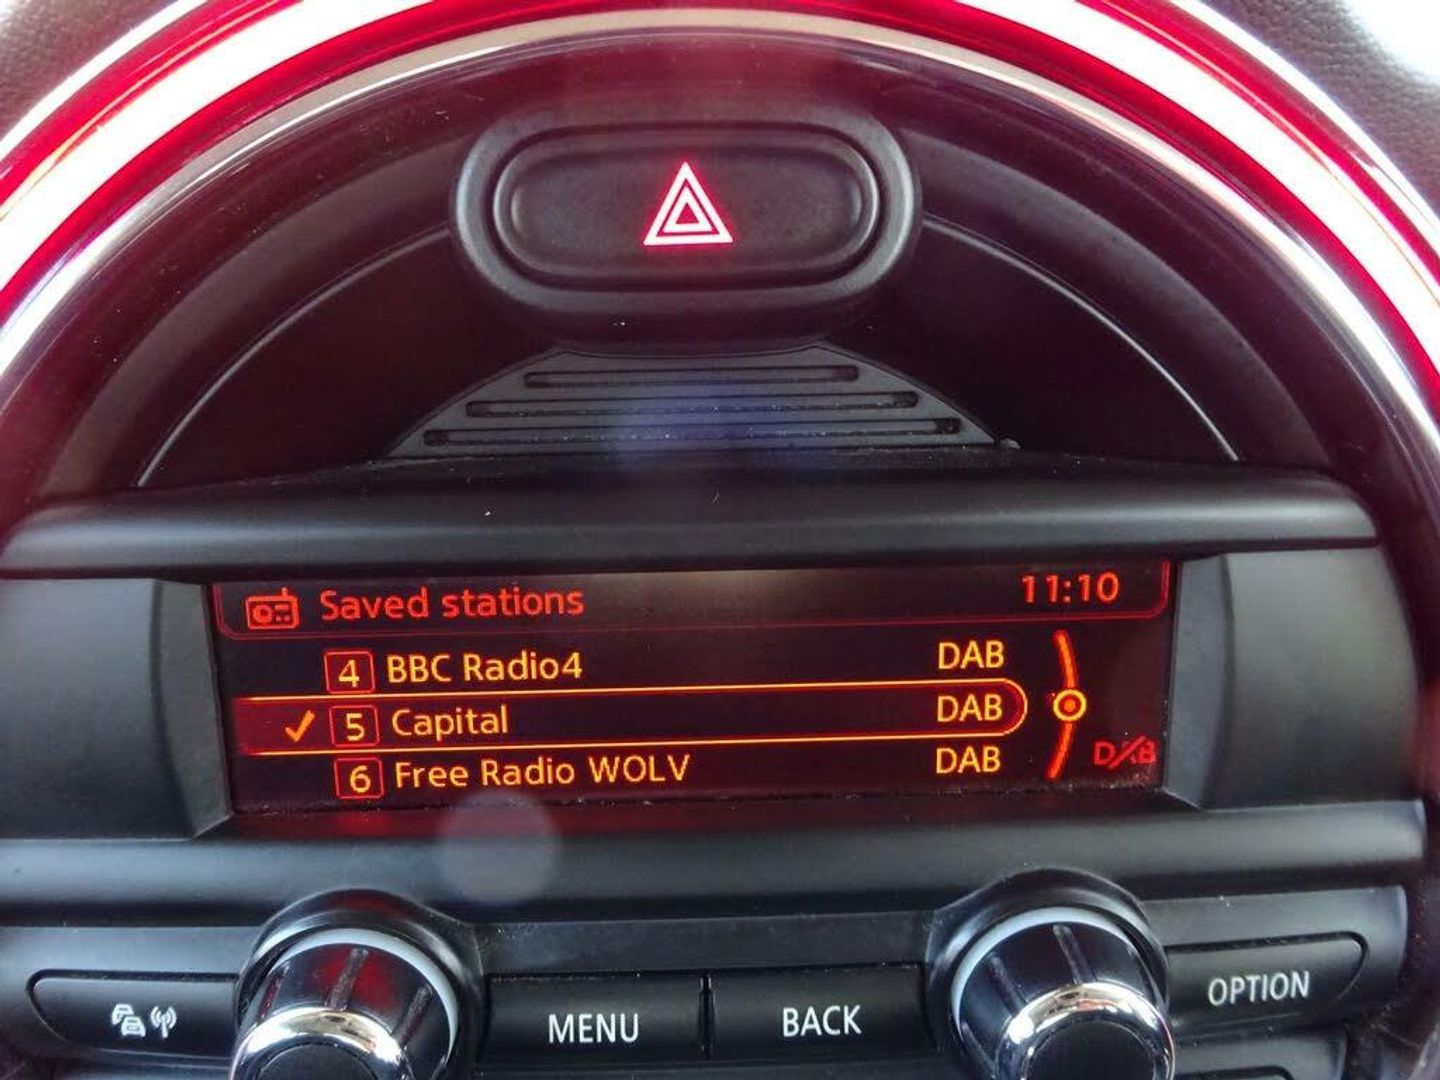 Saved stations 11:10
4 BBC Radio4 DAB
5 Capital DAB
6 Free Radio WOLV DAB
DAB
MENU BACK OPTION